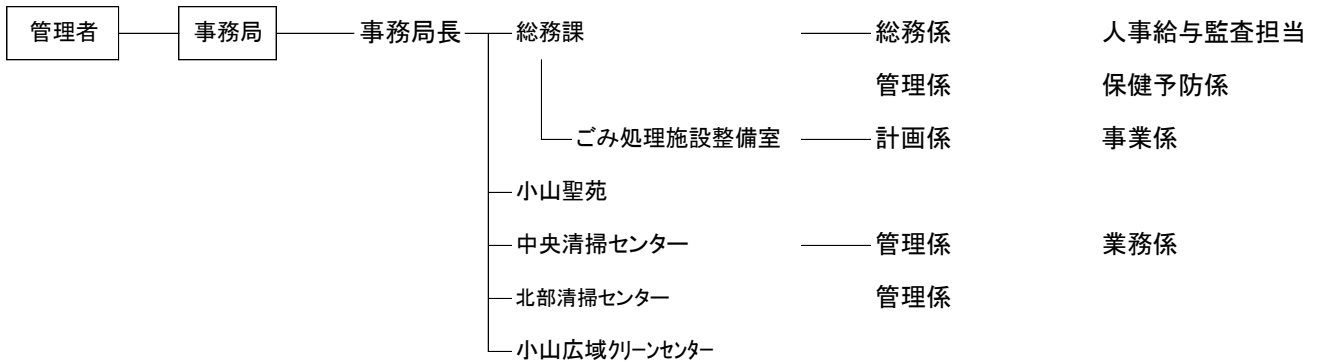 管理者 事務局 事務局長 総務課 総務係 人事給与監査担当
管理係 保健予防係
ごみ処理施設整備室 計画係 事業係
小山聖苑
中央清掃センター 管理係 業務係
北部清掃センター 管理係
小山広域クリーンセンター